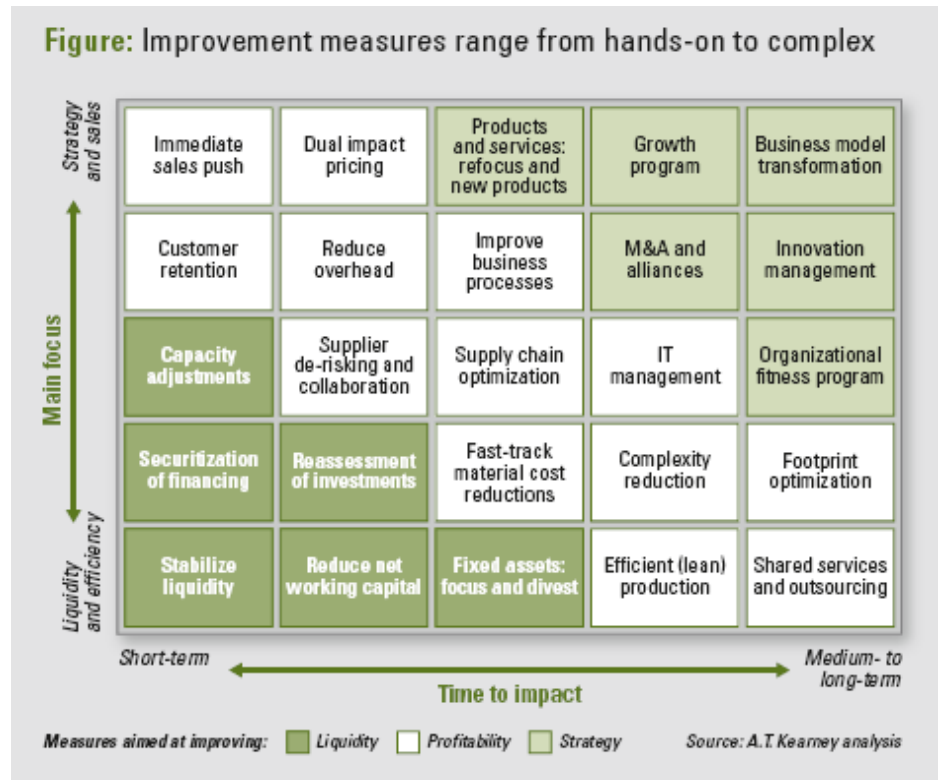 Figure: Improvement measures range from hands-on to complex
Strategy
and sales
Main focus
Liquidity
and efficiency
Immediate
sales push
Dual impact
pricing
Products
and services:
refocus and
new products
Growth
program
Business model
transformation
Customer
retention
Reduce
overhead
Improve
business
processes
M&A and
alliances
Innovation
management
Capacity
adjustments
Supplier
de-risking and
collaboration
Supply chain
optimization
IT
management
Organizational
fitness program
Securitization
of financing
Reassessment
of investments
Fast-track
material cost
reductions
Complexity
reduction
Footprint
optimization
Stabilize
liquidity
Reduce net
working capital
Fixed assets:
focus and divest
Efficient (lean)
production
Shared services
and outsourcing
Short-term
Time to impact
Medium- to
long-term
Measures aimed at improving: Liquidity Profitability Strategy Source: A.T. Kearney analysis